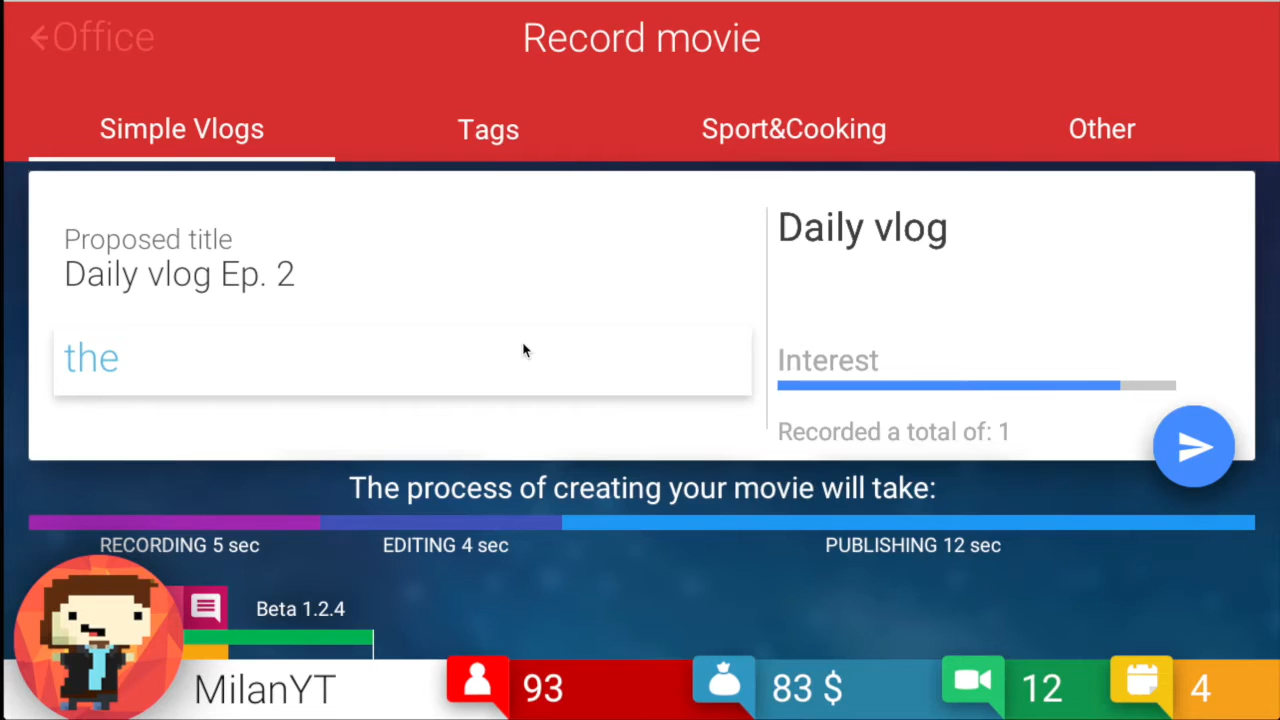 Office
Record movie
Simple Vlogs
Tags
Sport&Cooking
Other
Proposed title
Daily vlog Ep. 2
the
Daily vlog
Interest
Recorded a total of: 1
The process of creating your movie will take:
RECORDING 5 sec
EDITING 4 sec
PUBLISHING 12 sec
Beta 1.2.4
MilanYT
93
83 $
12
4